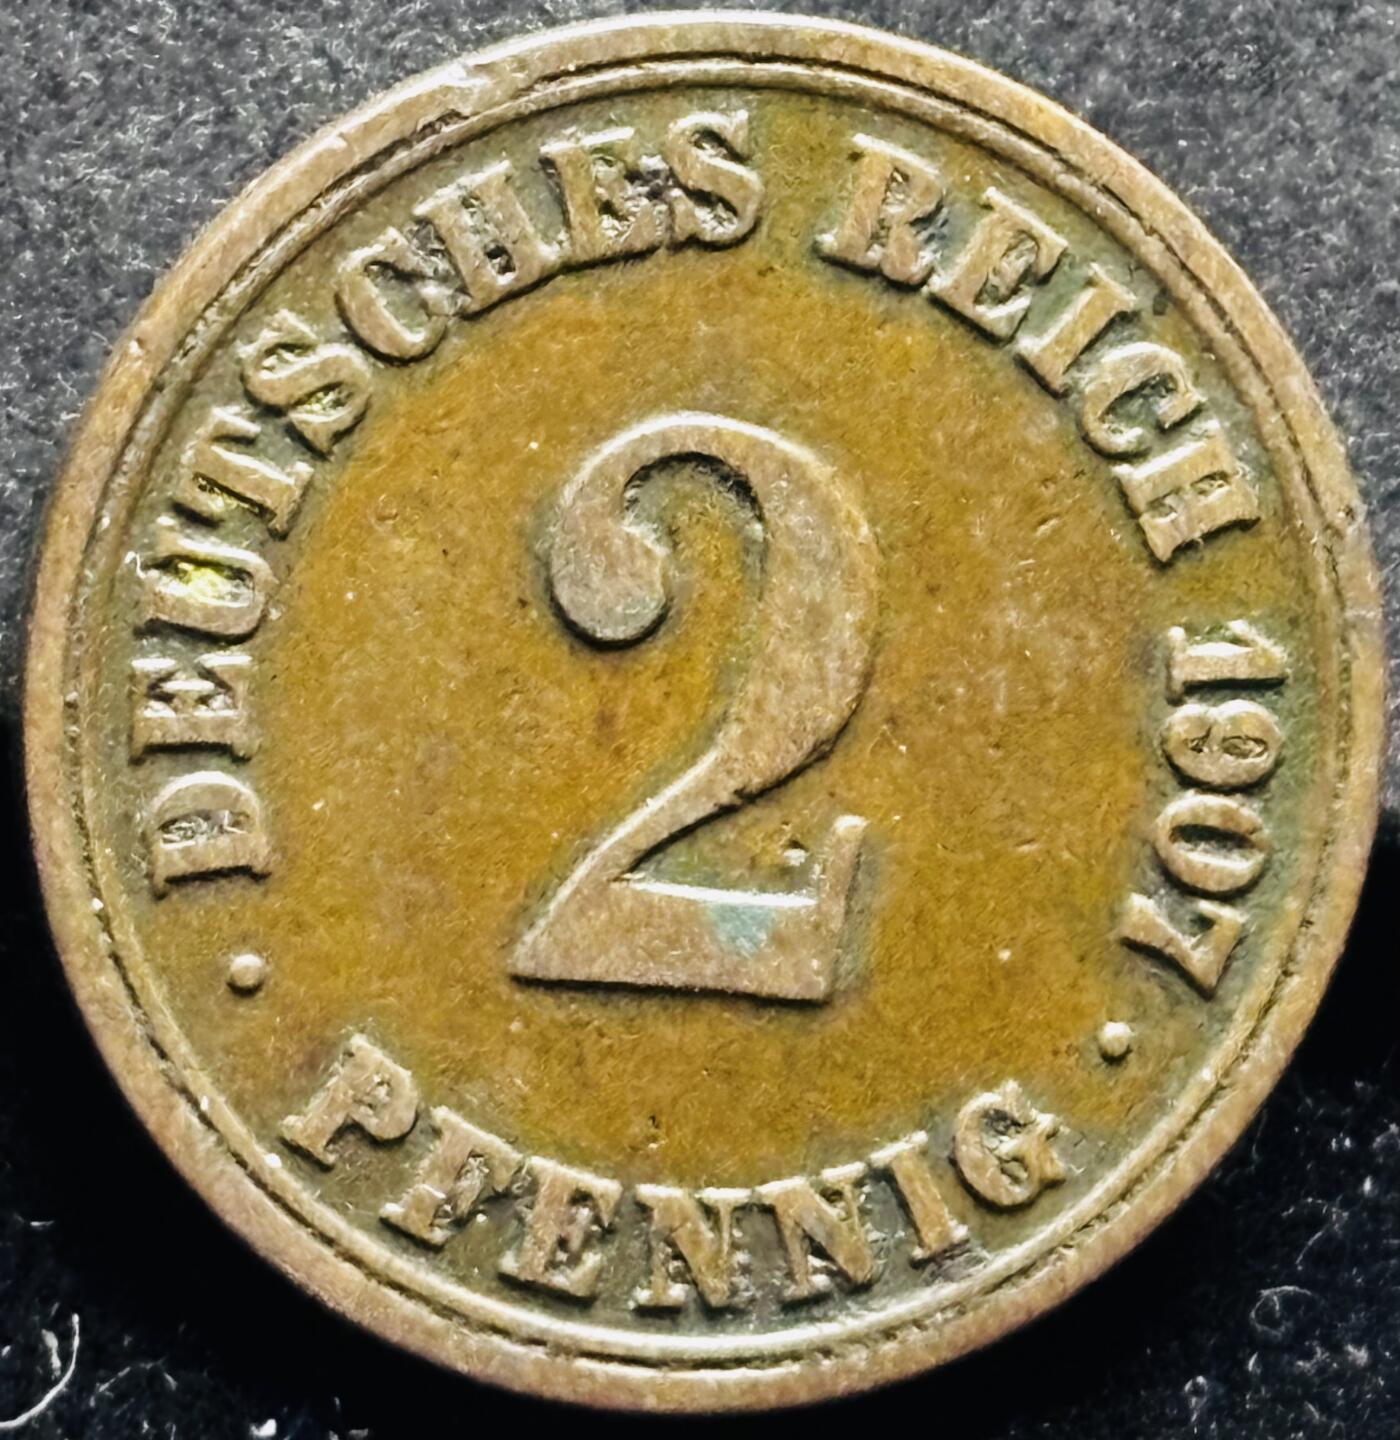 DEUTSCHES REICH 1907
2
· PFENNIG ·